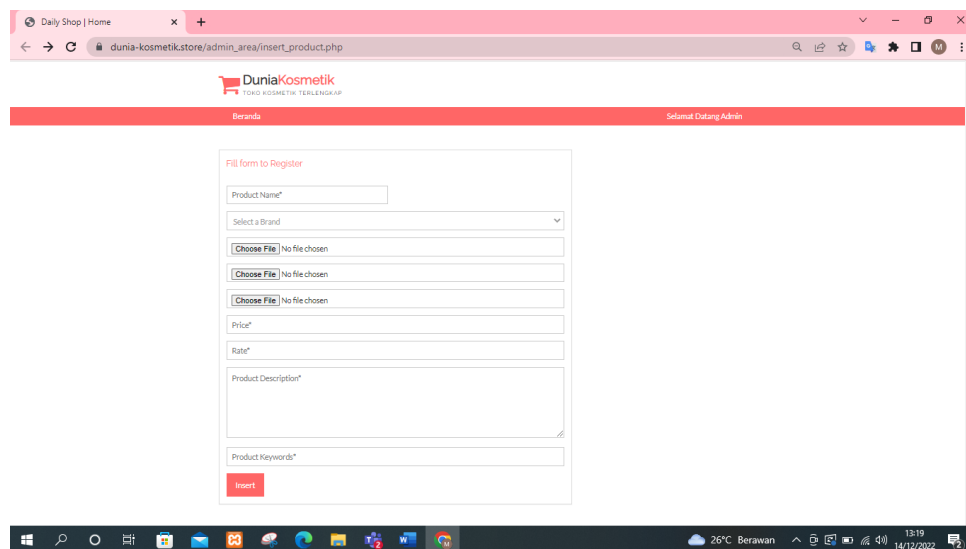 Daily Shop | Home
dunia-kosmetik.store/admin_area/insert_product.php
M
DuniaKosmetik
TOKO KOSMETIK TERLENGKAP
Beranda
Selamat Datang Admin
Fill form to Register
Product Name*
Select a Brand
Choose File No file chosen
Choose File No file chosen
Choose File No file chosen
Price*
Rate*
Product Description*
Product Keywords*
Insert
26°C Berawan
13:19
14/12/2022
2